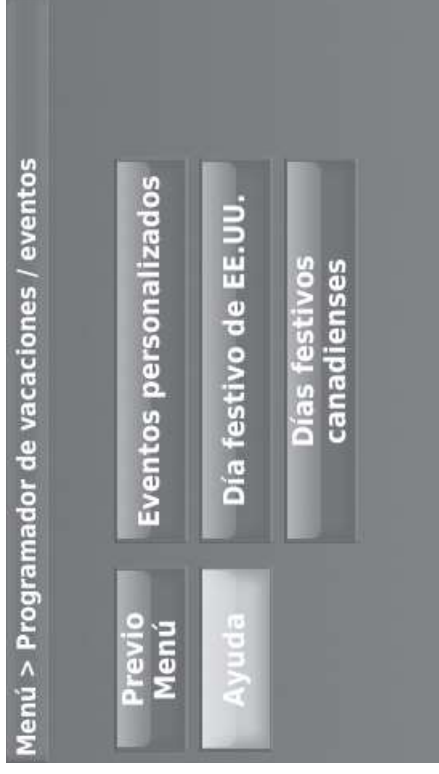 Menú > Programador de vacaciones / eventos
Previo
Menú
Ayuda
Eventos personalizados
Día festivo de EE.UU.
Días festivos
canadienses